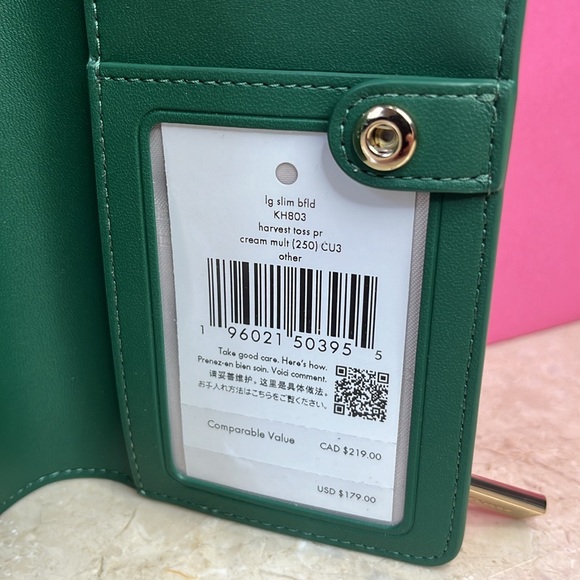 lg slim bfld
KH803
harvest toss pr
cream mult (250) CU3
other
1 96021 50395 5
Take good care. Here's how.
Prenez-en bien soin. Voici comment.
请妥善维护。这里是具体做法。
お手入れ方法はこちらをご覧ください。
Comparable Value CAD $219.00
USD $179.00